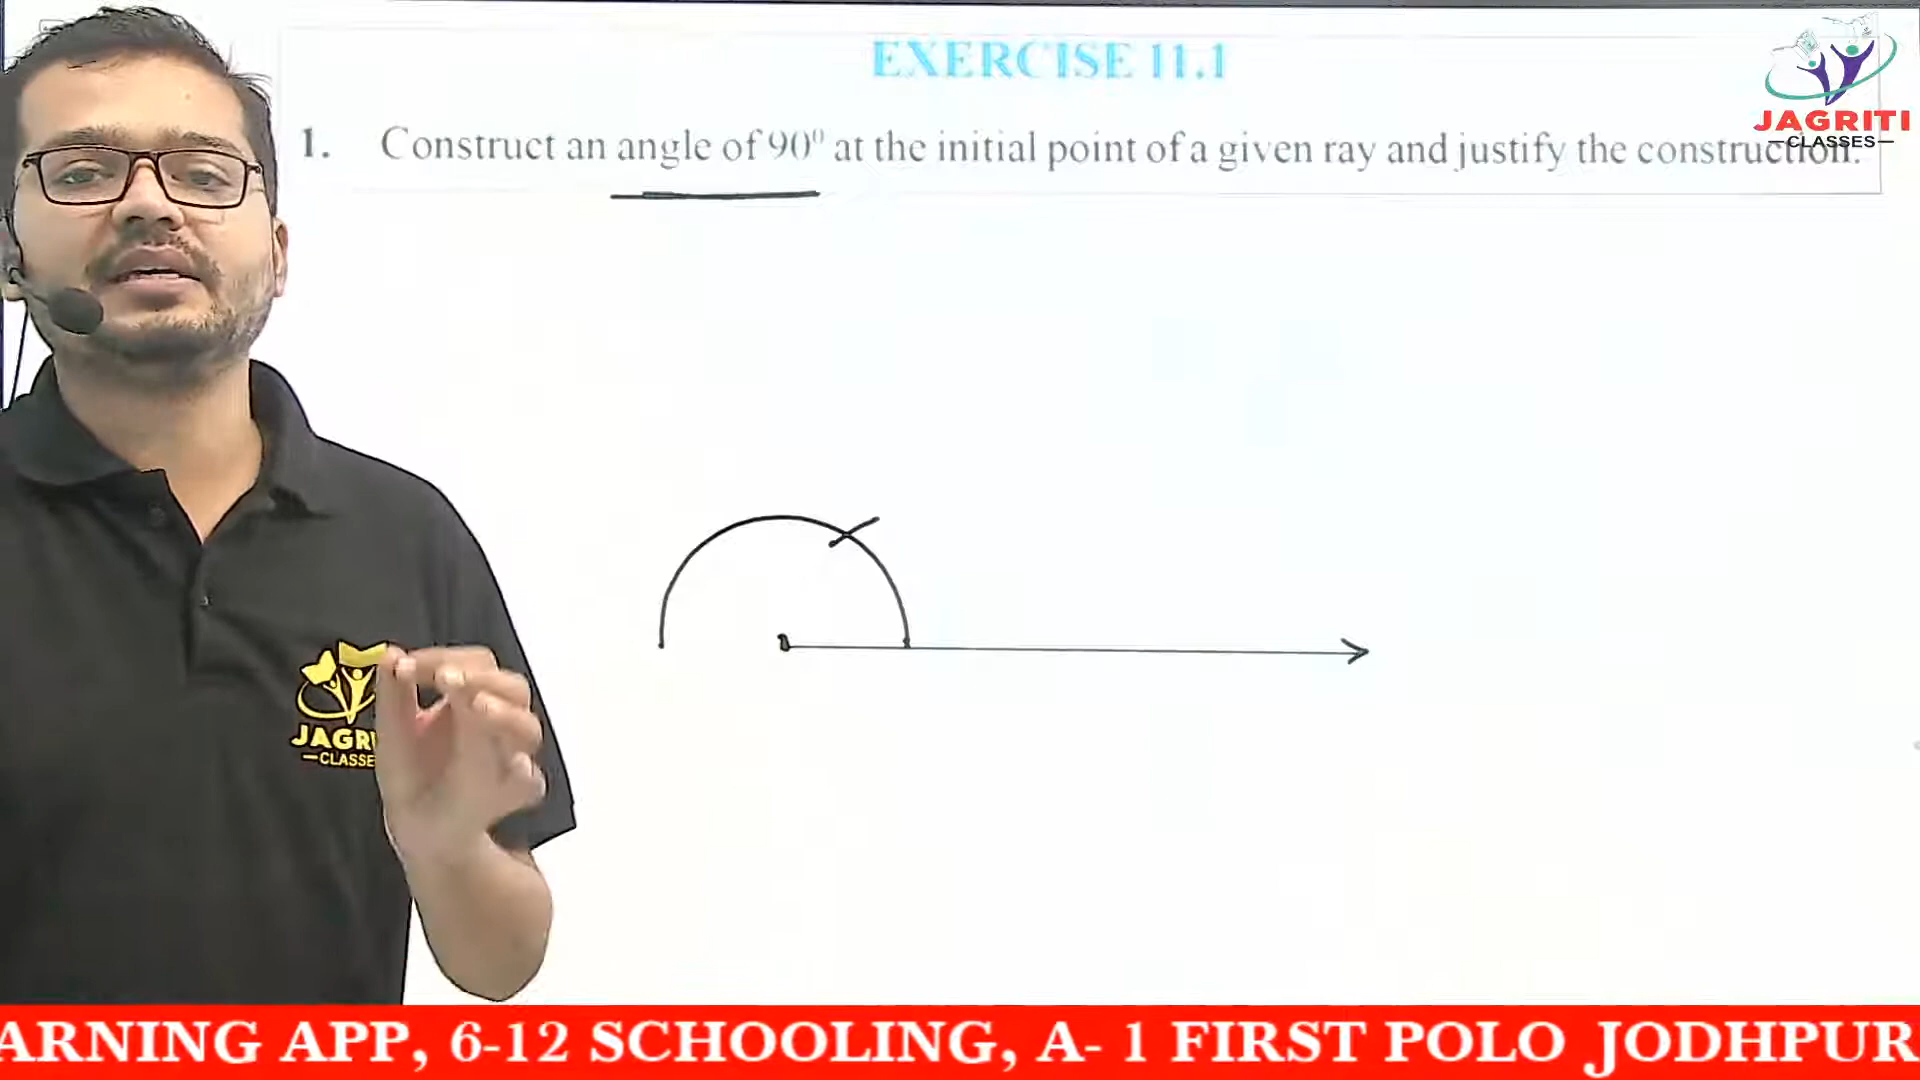 EXERCISE 11.1
1. Construct an angle of 90⁰ at the initial point of a given ray and justify the construction.
JAGRITI
—CLASSES—
JAGRI
—CLASSE
ARNING APP, 6-12 SCHOOLING, A- 1 FIRST POLO JODHPUR